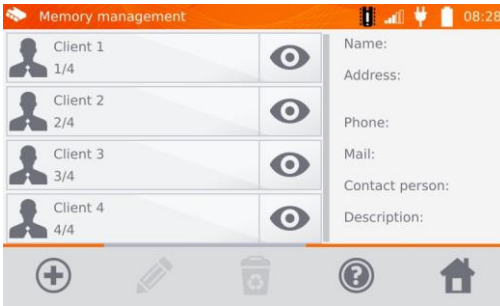 Memory management
08:28
Client 1
1/4
Client 2
2/4
Client 3
3/4
Client 4
4/4
Name:
Address:
Phone:
Mail:
Contact person:
Description: